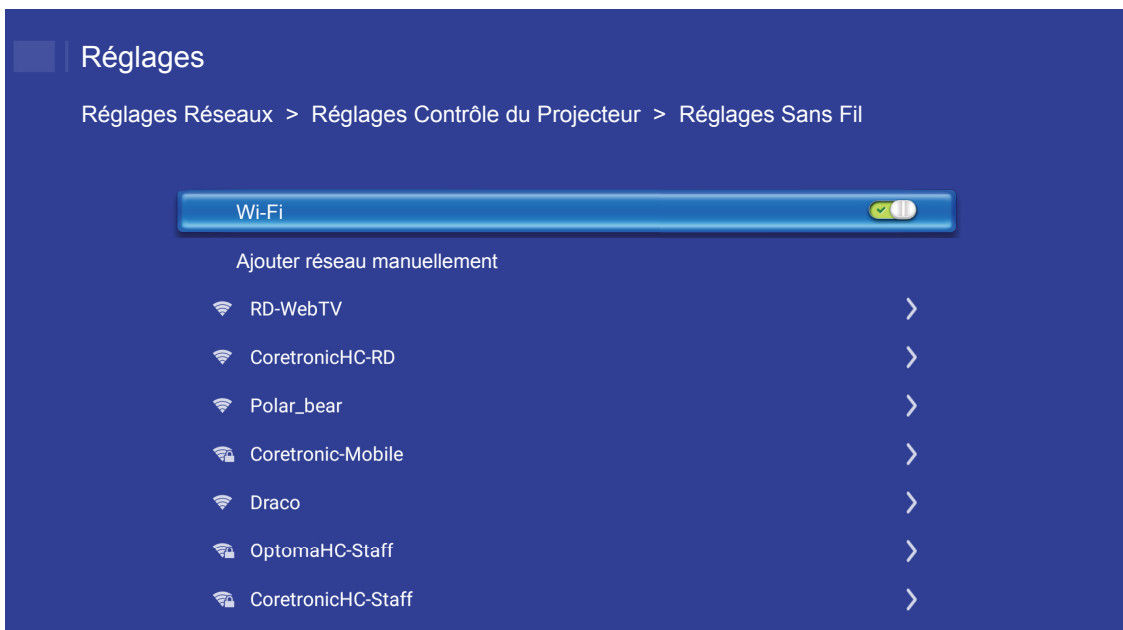 Réglages
Réglages Réseaux > Réglages Contrôle du Projecteur > Réglages Sans Fil
Wi-Fi
Ajouter réseau manuellement
RD-WebTV
CoretronicHC-RD
Polar_bear
Coretronic-Mobile
Draco
OptomaHC-Staff
CoretronicHC-Staff